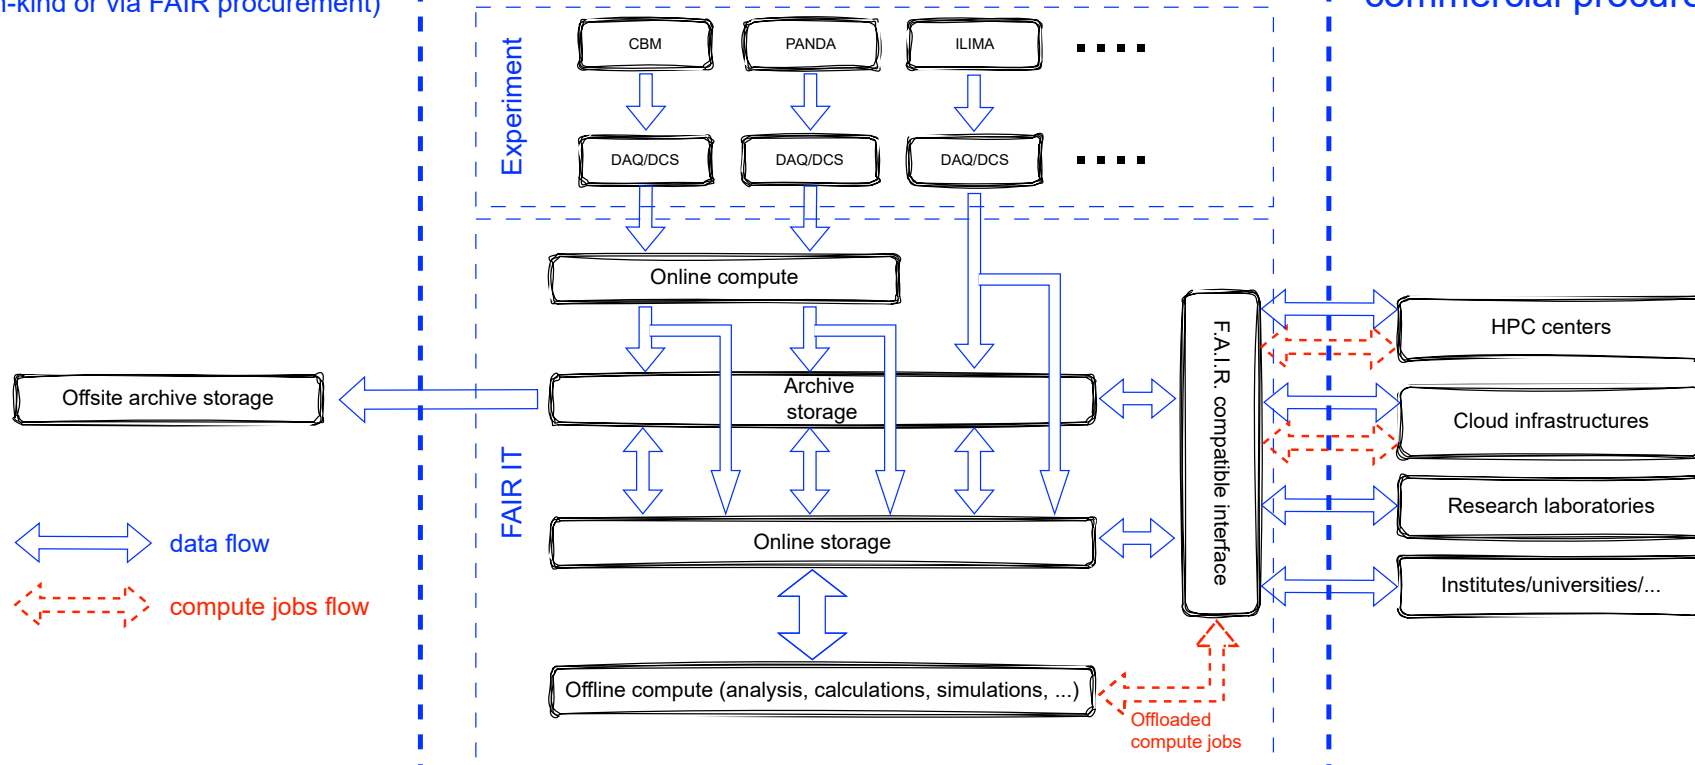 n-kind or via FAIR procurement)
commercial procure
Experiment
CBM
PANDA
ILIMA
DAQ/DCS
DAQ/DCS
DAQ/DCS
FAIR IT
Online compute
Archive
storage
Offsite archive storage
Online storage
Offline compute (analysis, calculations, simulations, ...)
F.A.I.R. compatible interface
HPC centers
Cloud infrastructures
Research laboratories
Institutes/universities/...
Offloaded
compute jobs
data flow
compute jobs flow